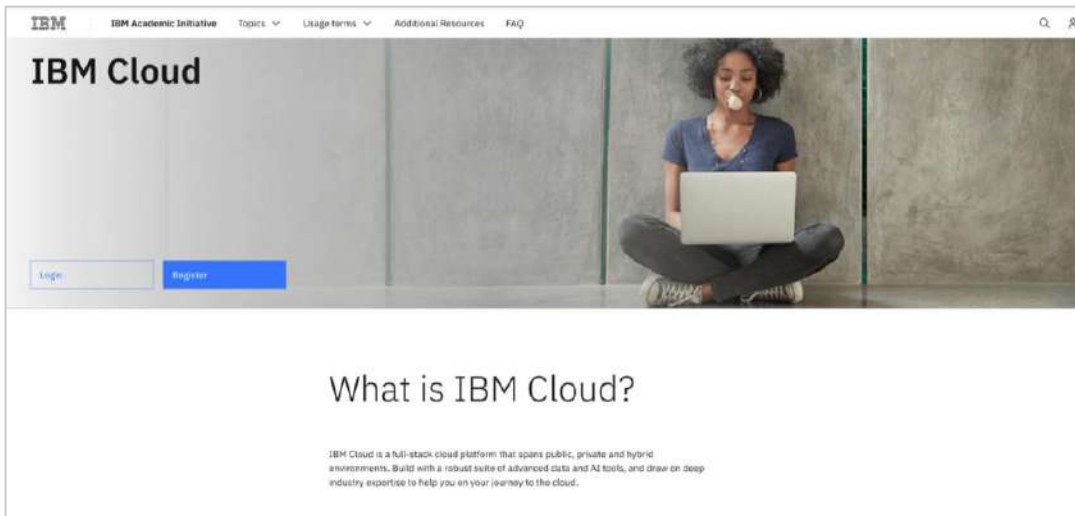 IBM IBM Academic Initiative Topics Usage terms Additional Resources FAQ
IBM Cloud
Login Register
What is IBM Cloud?
IBM Cloud is a full-stack cloud platform that spans public, private and hybrid
environments. Build with a robust suite of advanced data and AI tools, and draw on deep
industry expertise to help you on your journey to the cloud.